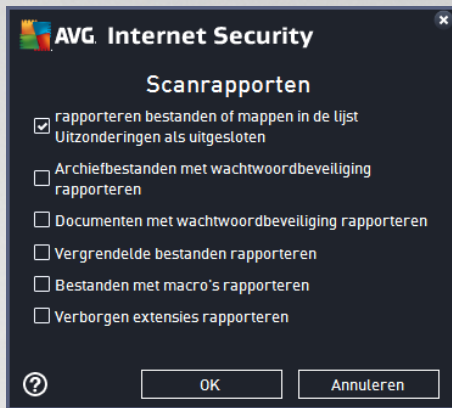 AVG. Internet Security
Scanrapporten
rapporteren bestanden of mappen in de lijst
Uitzonderingen als uitgesloten
Archiefbestanden met wachtwoordbeveiliging
rapporteren
Documenten met wachtwoordbeveiliging rapporteren
Vergrendelde bestanden rapporteren
Bestanden met macro's rapporteren
Verborgen extensies rapporteren
? OK Annuleren